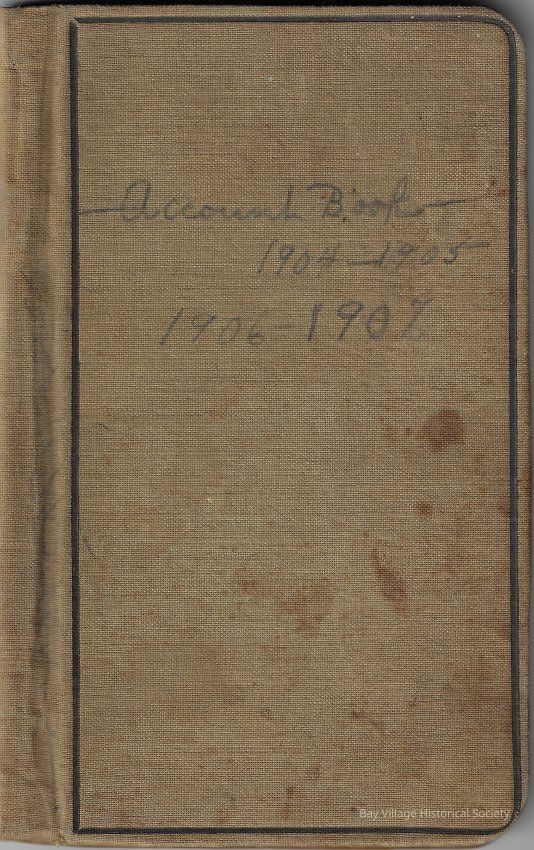 Account Book
1904-1905
1906-1907
Bay Village Historical Society